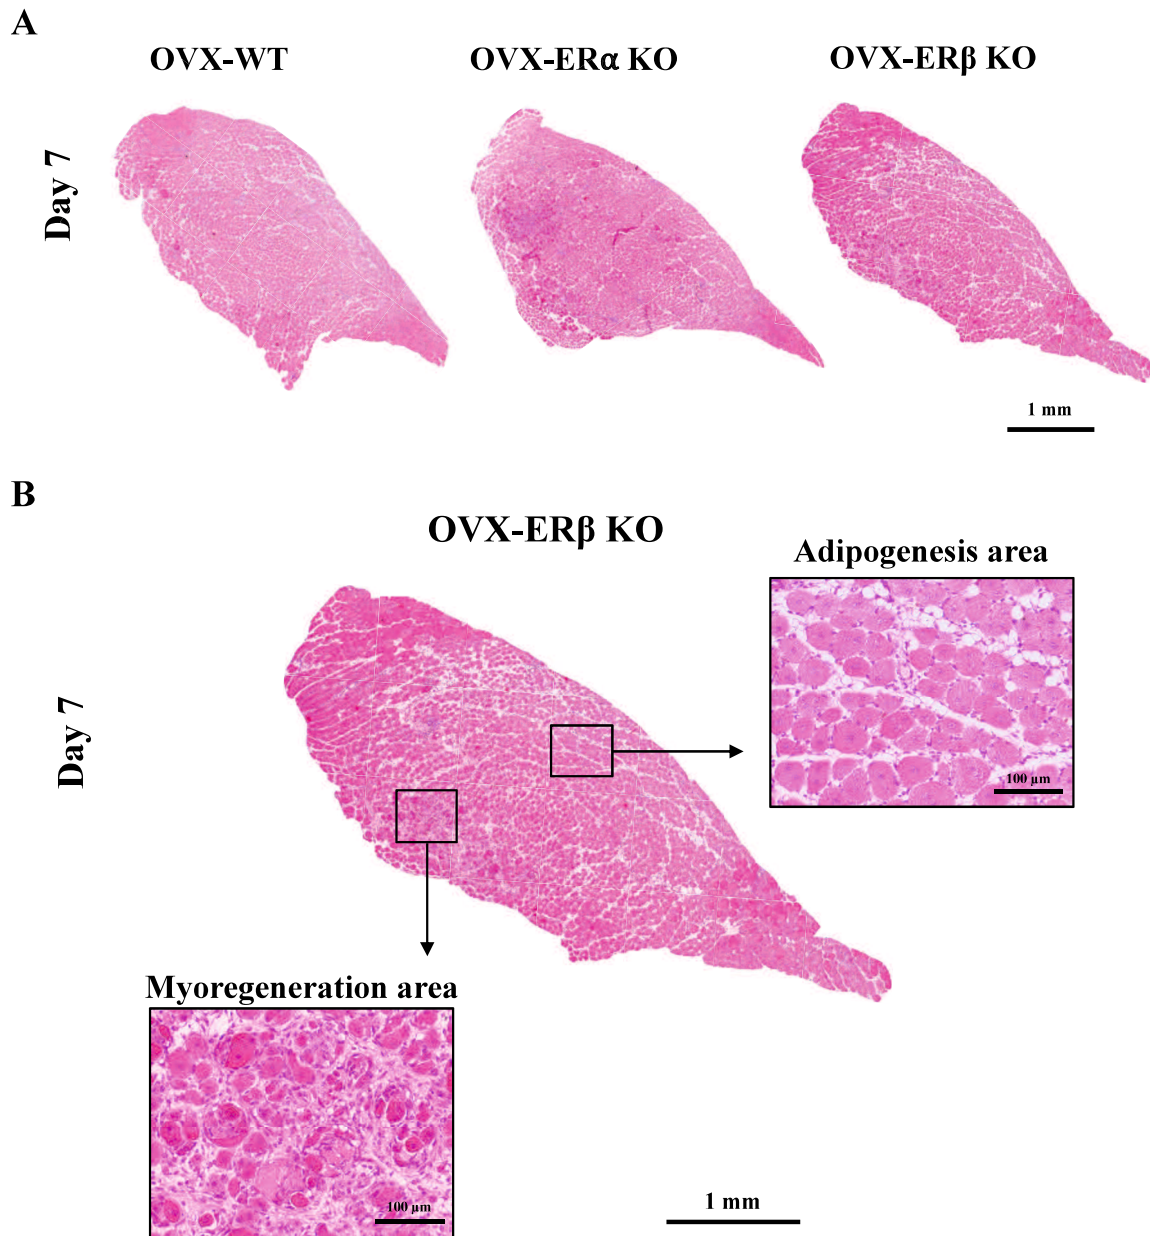 A
OVX-WT
OVX-ERα KO
OVX-ERβ KO
Day 7
1 mm
B
OVX-ERβ KO
Adipogenesis area
100 µm
Day 7
Myoregeneration area
100 µm
1 mm